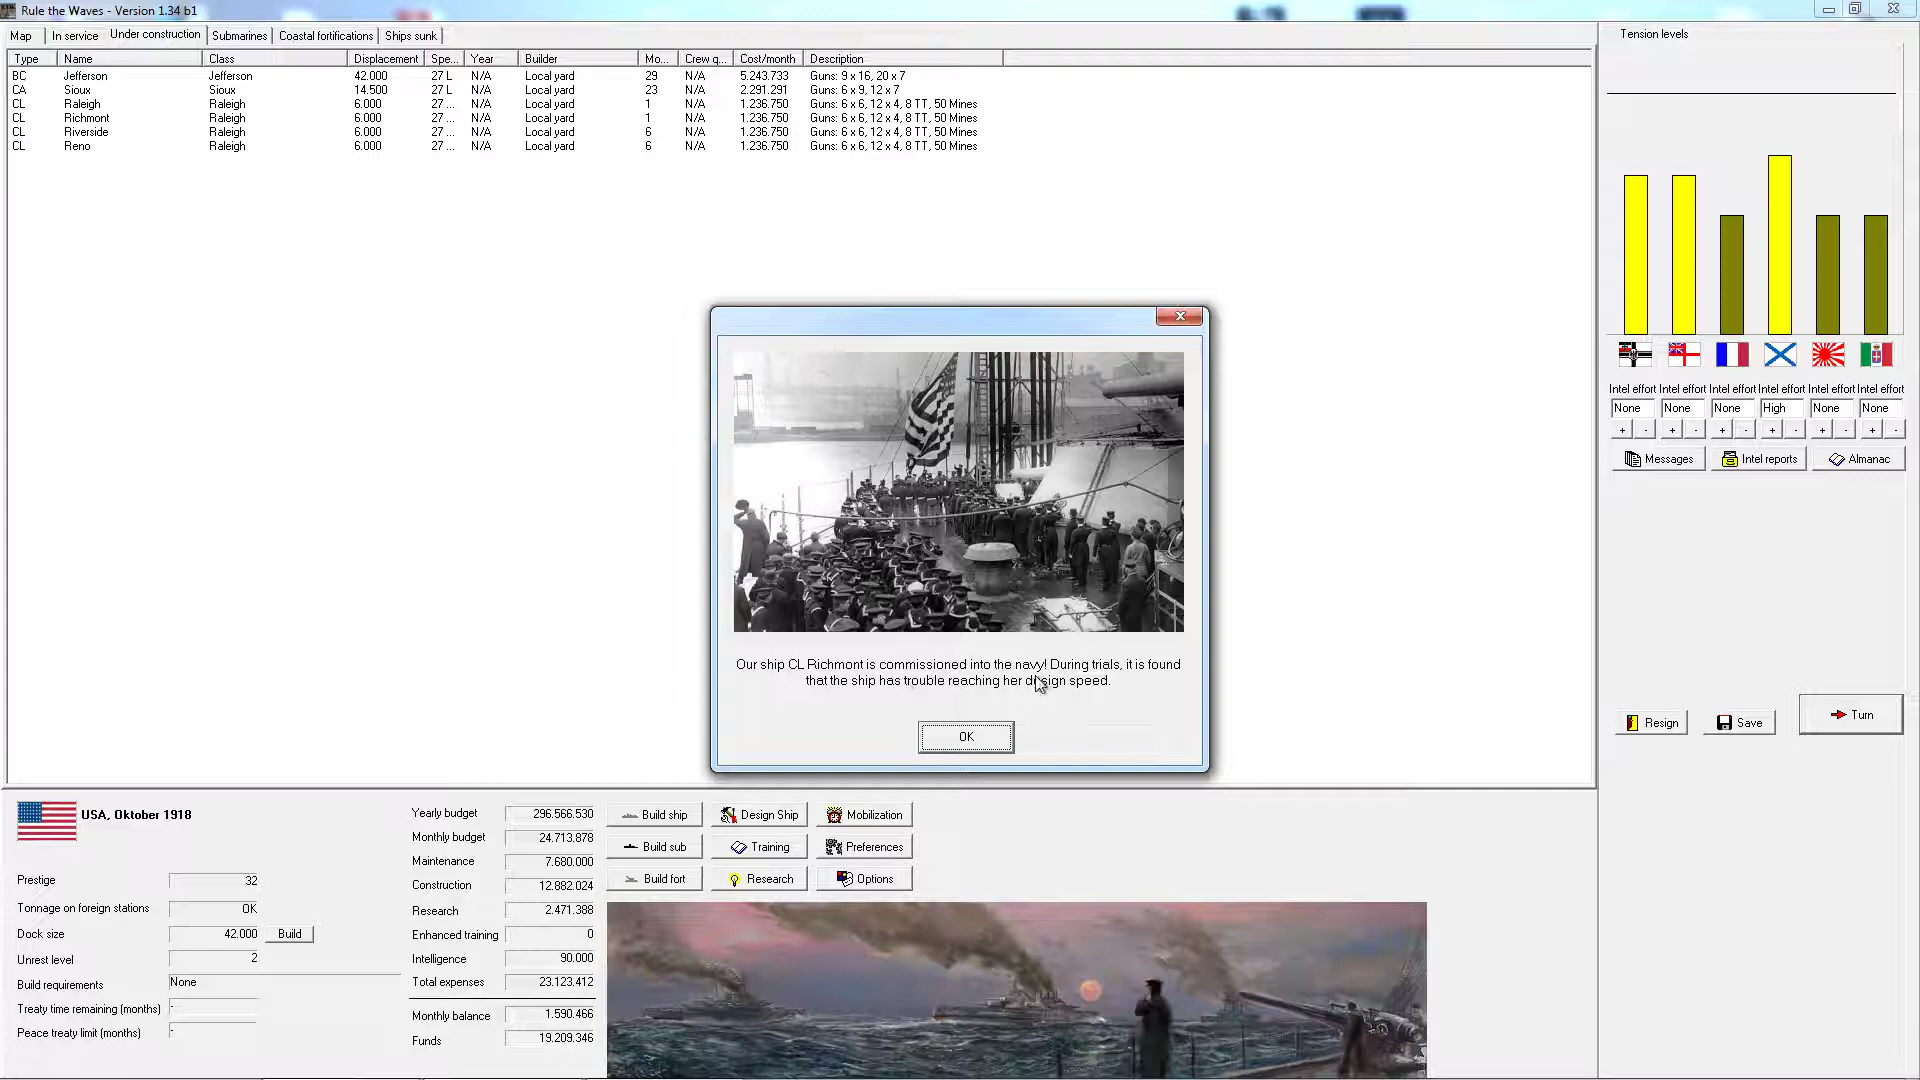 Rule the Waves - Version 1.34 b1
Map In service Under construction Submarines Coastal fortifications Ships sunk
Type Name Class Displacement Spe... Year Builder Mo... Crew q... Cost/month Description
BC Jefferson Jefferson 42.000 27 L N/A Local yard 29 N/A 5.243.733 Guns: 9 x 16, 20 x 7
CA Sioux Sioux 14.500 27 L N/A Local yard 23 N/A 2.291.291 Guns: 6 x 9, 12 x 7
CL Raleigh Raleigh 6.000 27 ... N/A Local yard 1 N/A 1.236.750 Guns: 6 x 6, 12 x 4, 8 TT, 50 Mines
CL Richmont Raleigh 6.000 27 ... N/A Local yard 1 N/A 1.236.750 Guns: 6 x 6, 12 x 4, 8 TT, 50 Mines
CL Riverside Raleigh 6.000 27 ... N/A Local yard 6 N/A 1.236.750 Guns: 6 x 6, 12 x 4, 8 TT, 50 Mines
CL Reno Raleigh 6.000 27 ... N/A Local yard 6 N/A 1.236.750 Guns: 6 x 6, 12 x 4, 8 TT, 50 Mines
Tension levels
Intel effort Intel effort Intel effort Intel effort Intel effort Intel effort
None None None High None None
+ - + - + - + - + - + -
Messages Intel reports Almanac
Our ship CL Richmont is commissioned into the navy! During trials, it is found
that the ship has trouble reaching her design speed.
OK
Resign Save Turn
USA, Oktober 1918
Prestige 32
Tonnage on foreign stations OK
Dock size 42.000 Build
Unrest level 2
Build requirements None
Treaty time remaining (months) -
Peace treaty limit (months) -
Yearly budget 296.566.530
Monthly budget 24.713.878
Maintenance 7.680.000
Construction 12.882.024
Research 2.471.388
Enhanced training 0
Intelligence 90.000
Total expenses 23.123.412
Monthly balance 1.590.466
Funds 19.209.346
Build ship Design Ship Mobilization
Build sub Training Preferences
Build fort Research Options